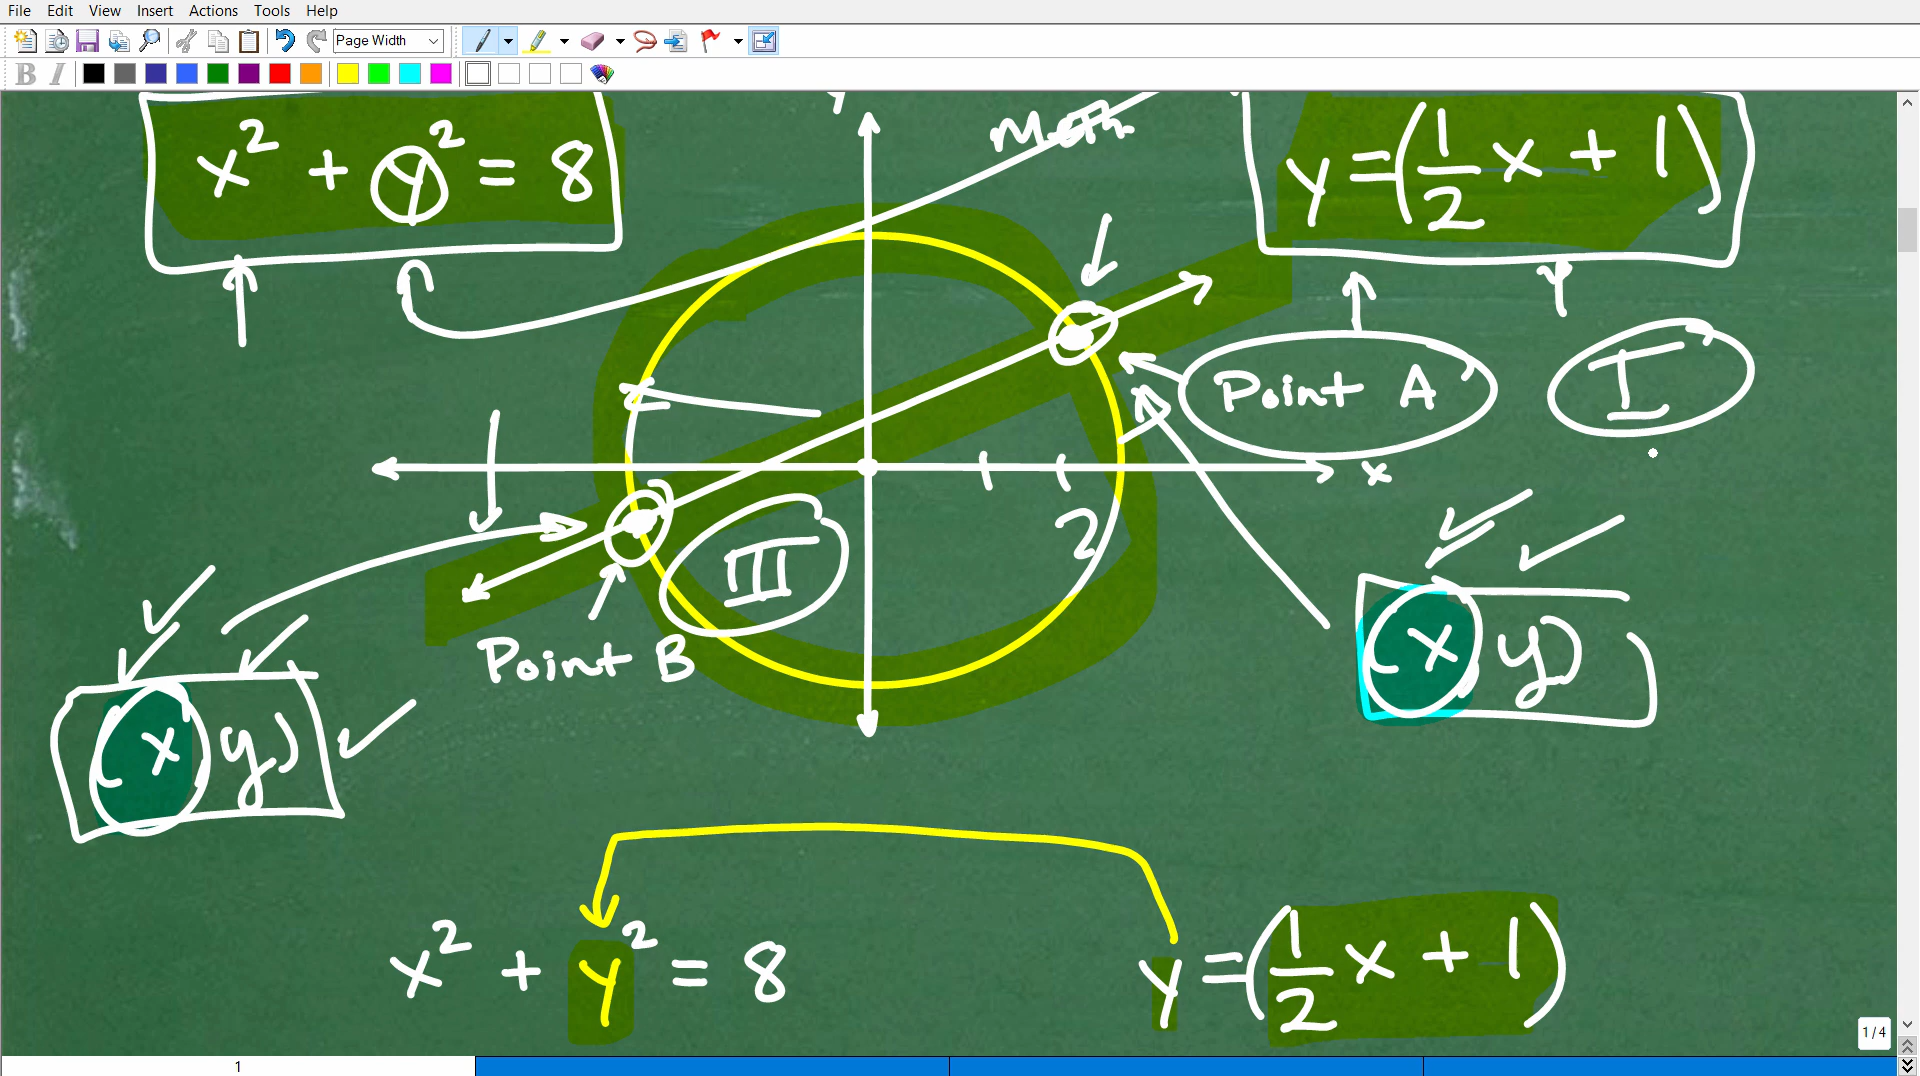 File Edit View Insert Actions Tools Help
Page Width
B I
x² + y² = 8
Math
y = (1/2 x + 1)
Point A
I
x
2
III
Point B
(x y)
(x y)
x² + y² = 8
y = (1/2 x + 1)
1 / 4
1